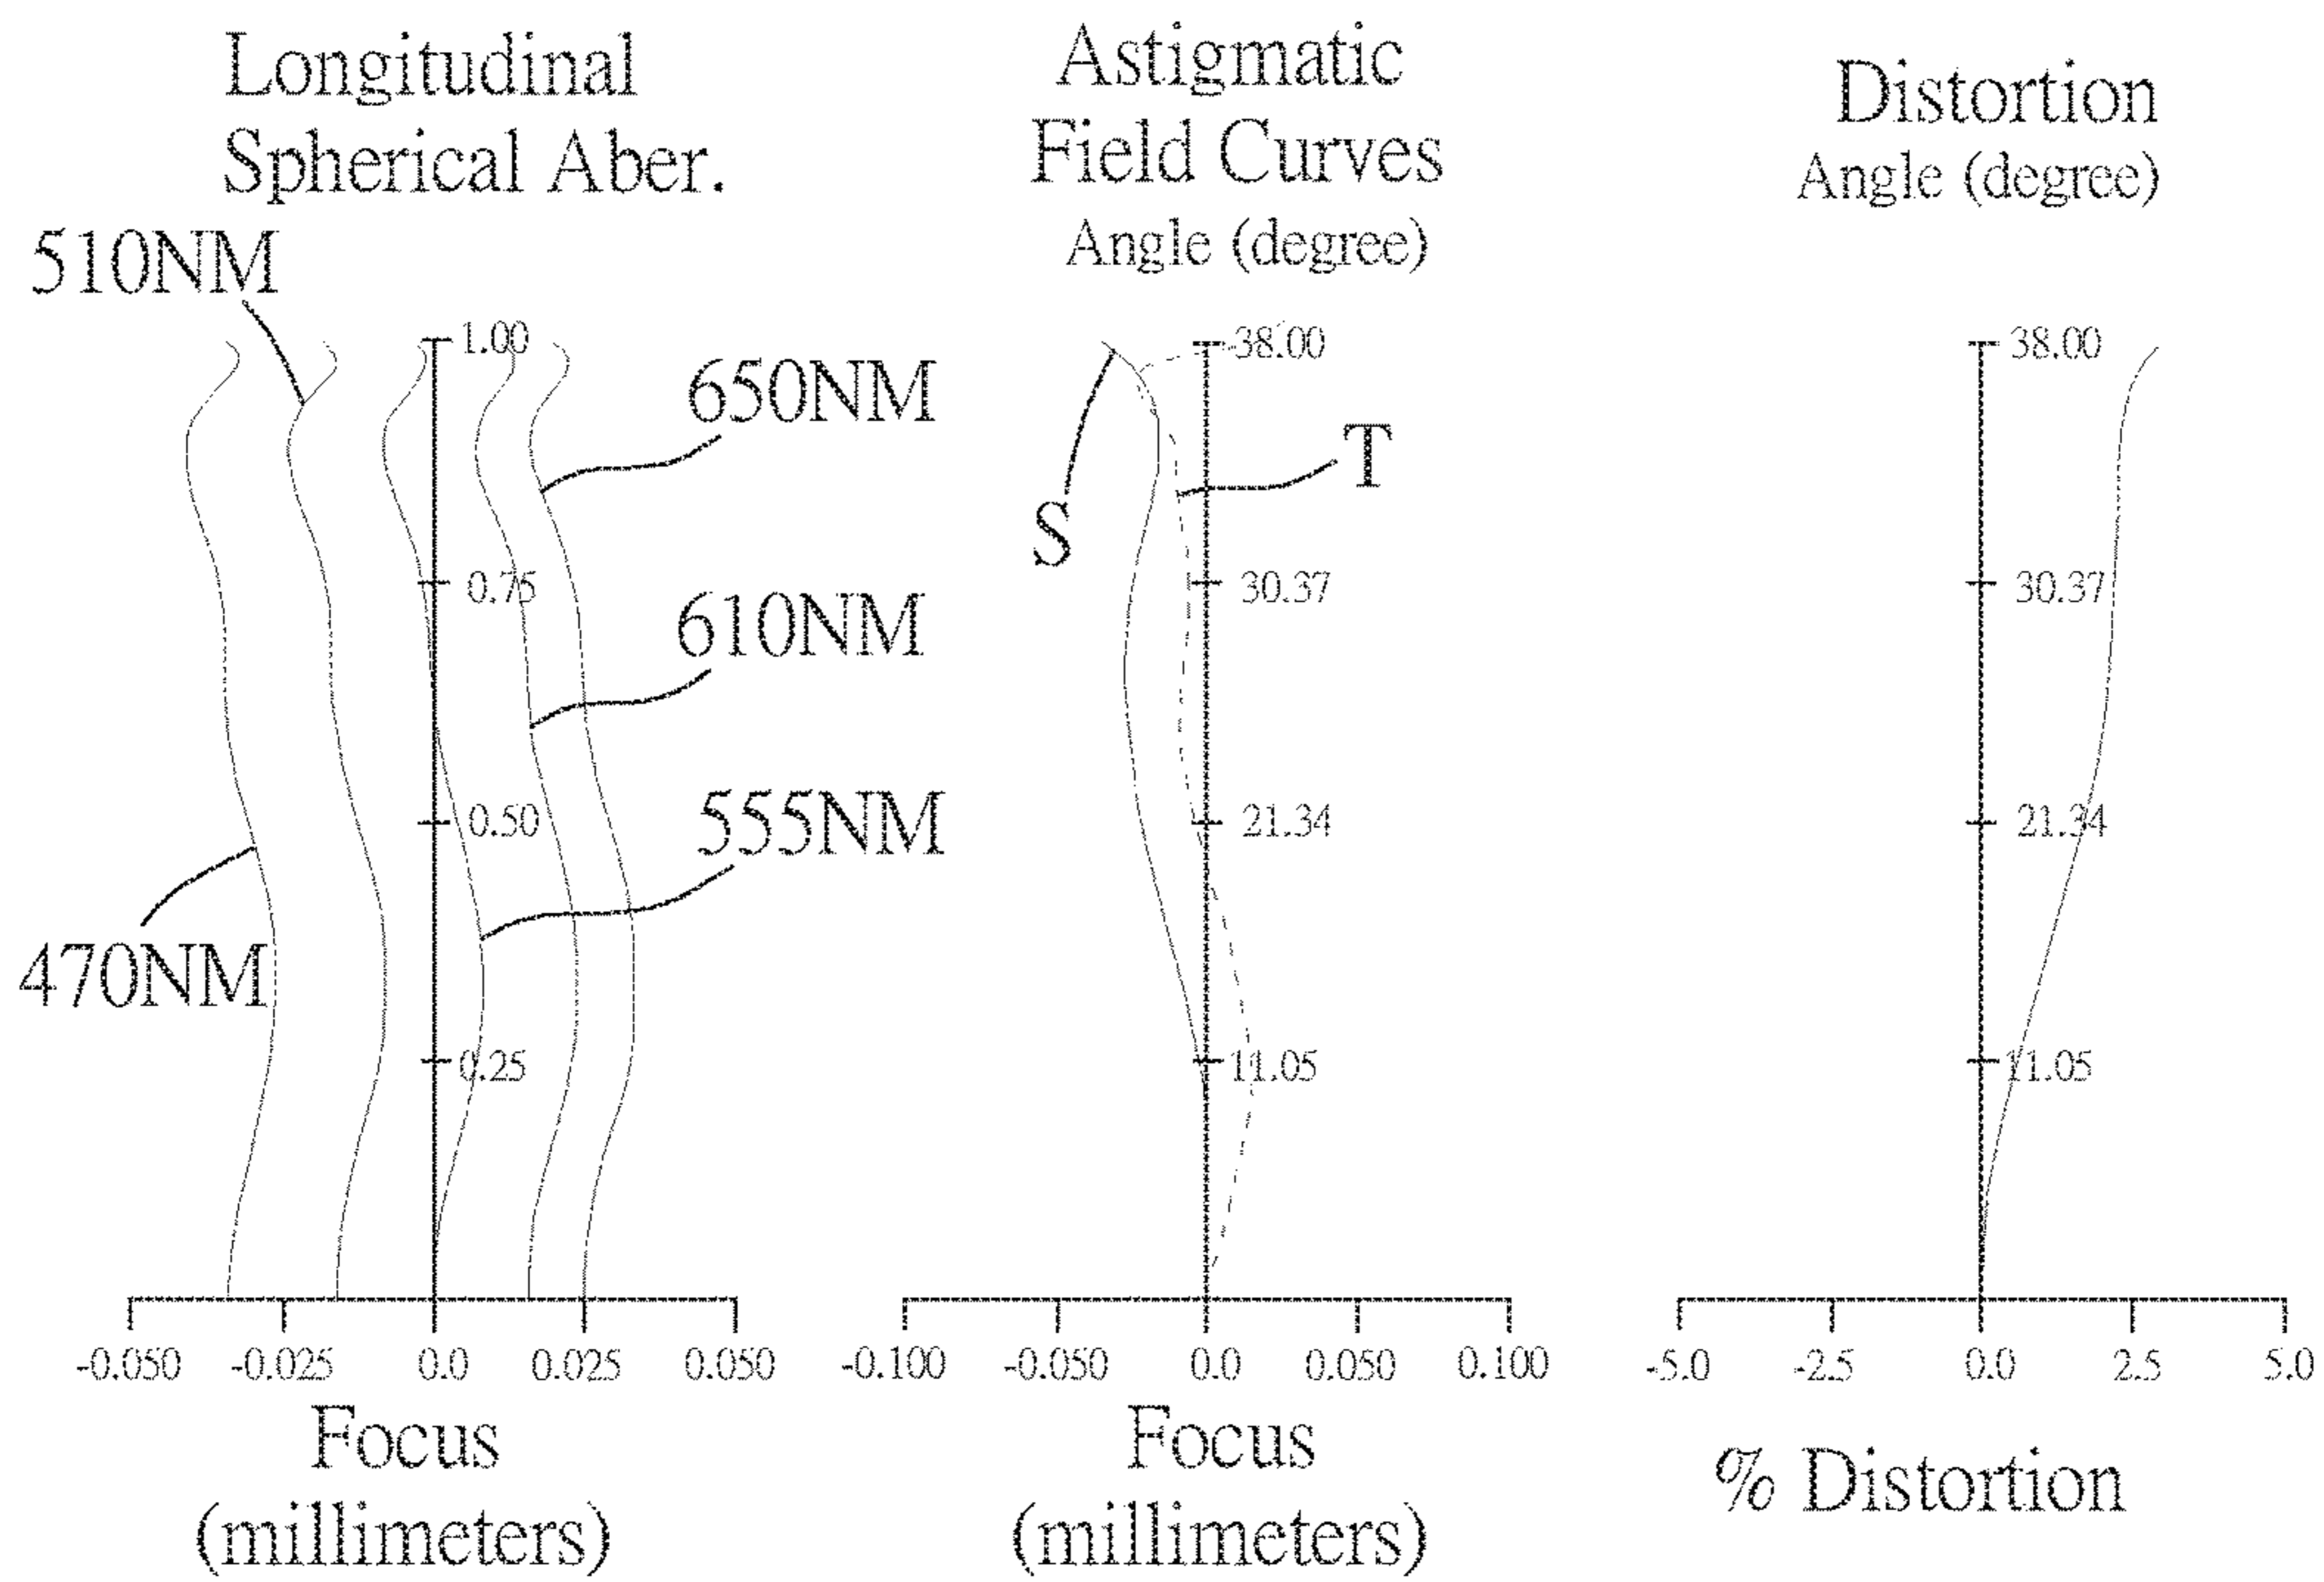 Longitudinal
Spherical Aber.
510NM
1.00
650NM
0.75
610NM
0.50
555NM
470NM
0.25
-0.050 -0.025 0.0 0.025 0.050
Focus
(millimeters)
Astigmatic
Field Curves
Angle (degree)
38.00
T
S
30.37
21.34
11.05
-0.100 -0.050 0.0 0.050 0.100
Focus
(millimeters)
Distortion
Angle (degree)
38.00
30.37
21.34
11.05
-5.0 -2.5 0.0 2.5 5.0
% Distortion